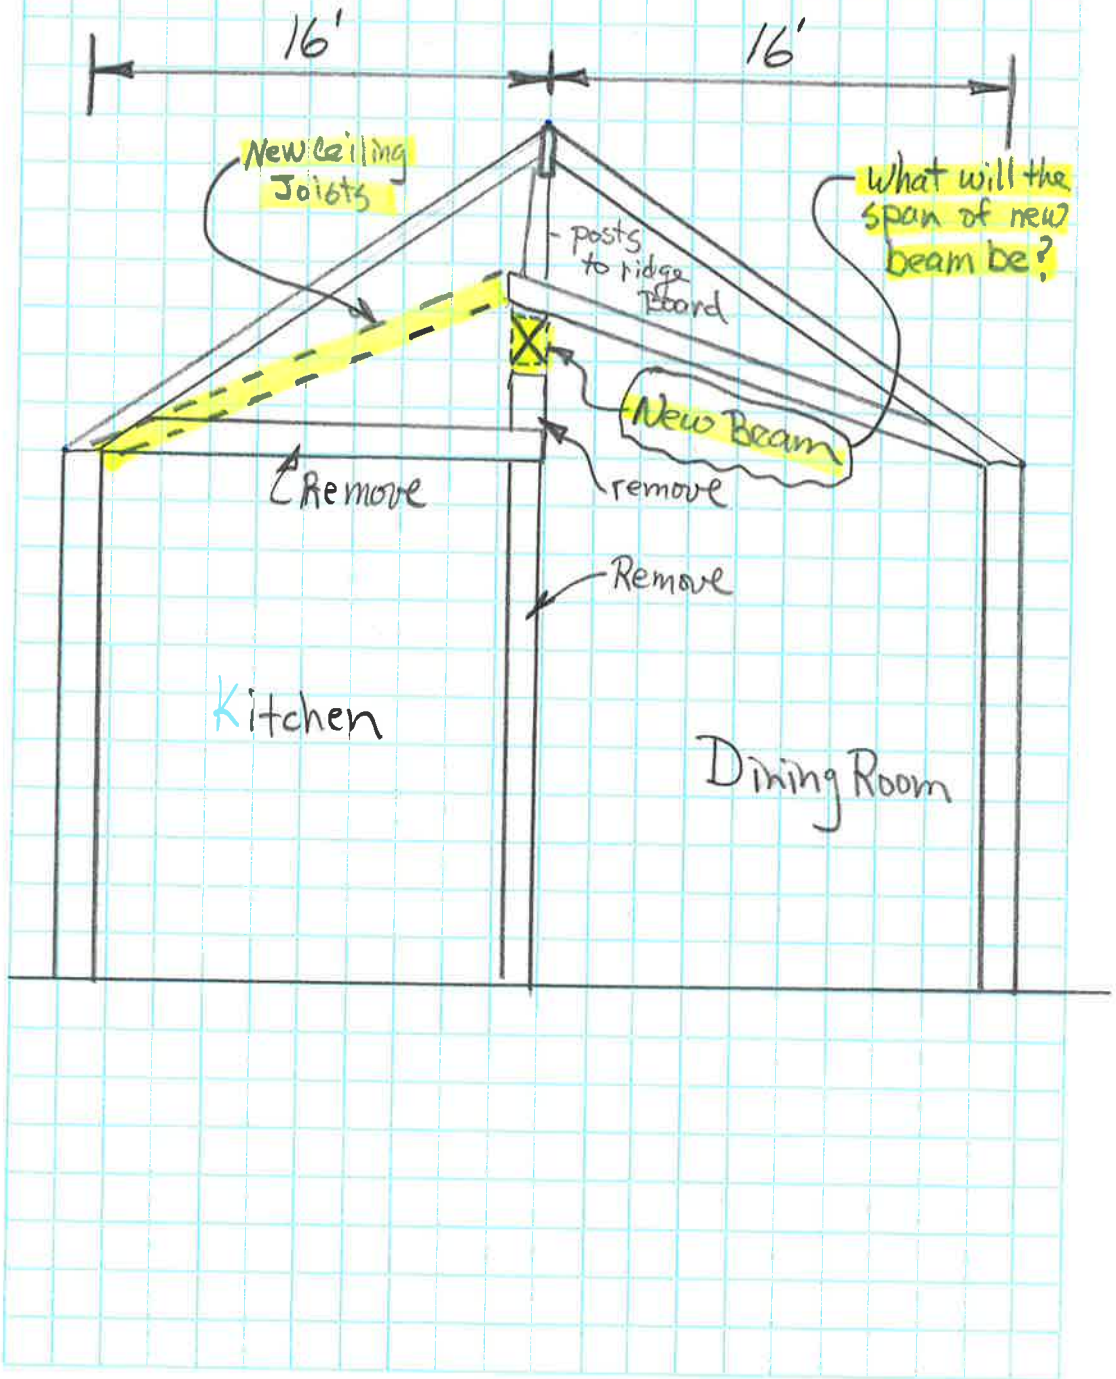 16'
16'
New Ceiling
Joists
What will the
span of new
beam be?
- posts
to ridge
Board
New Beam
Remove
remove
Remove
Kitchen
Dining Room